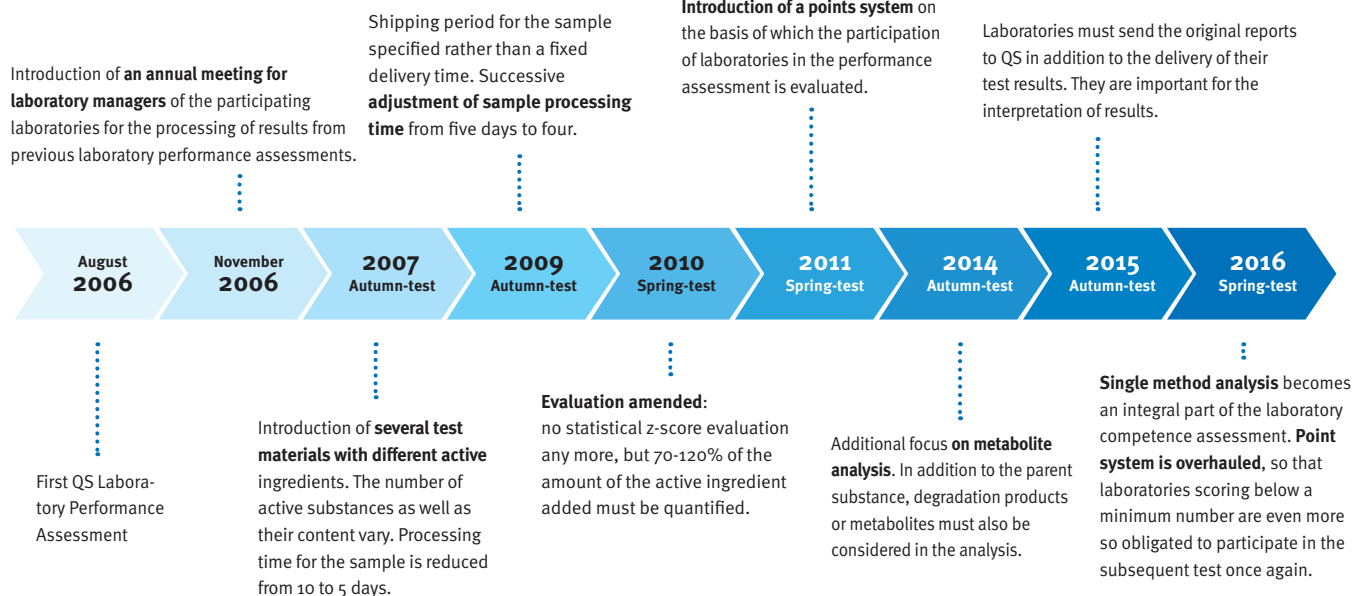 Introduction of an annual meeting for
laboratory managers of the participating
laboratories for the processing of results from
previous laboratory performance assessments.
Shipping period for the sample
specified rather than a fixed
delivery time. Successive
adjustment of sample processing
time from five days to four.
Introduction of a points system on
the basis of which the participation
of laboratories in the performance
assessment is evaluated.
Laboratories must send the original reports
to QS in addition to the delivery of their
test results. They are important for the
interpretation of results.
August
2006
November
2006
2007
Autumn-test
2009
Autumn-test
2010
Spring-test
2011
Spring-test
2014
Autumn-test
2015
Autumn-test
2016
Spring-test
First QS Labora-
tory Performance
Assessment
Introduction of several test
materials with different active
ingredients. The number of
active substances as well as
their content vary. Processing
time for the sample is reduced
from 10 to 5 days.
Evaluation amended:
no statistical z-score evaluation
any more, but 70-120% of the
amount of the active ingredient
added must be quantified.
Additional focus on metabolite
analysis. In addition to the parent
substance, degradation products
or metabolites must also be
considered in the analysis.
Single method analysis becomes
an integral part of the laboratory
competence assessment. Point
system is overhauled, so that
laboratories scoring below a
minimum number are even more
so obligated to participate in the
subsequent test once again.